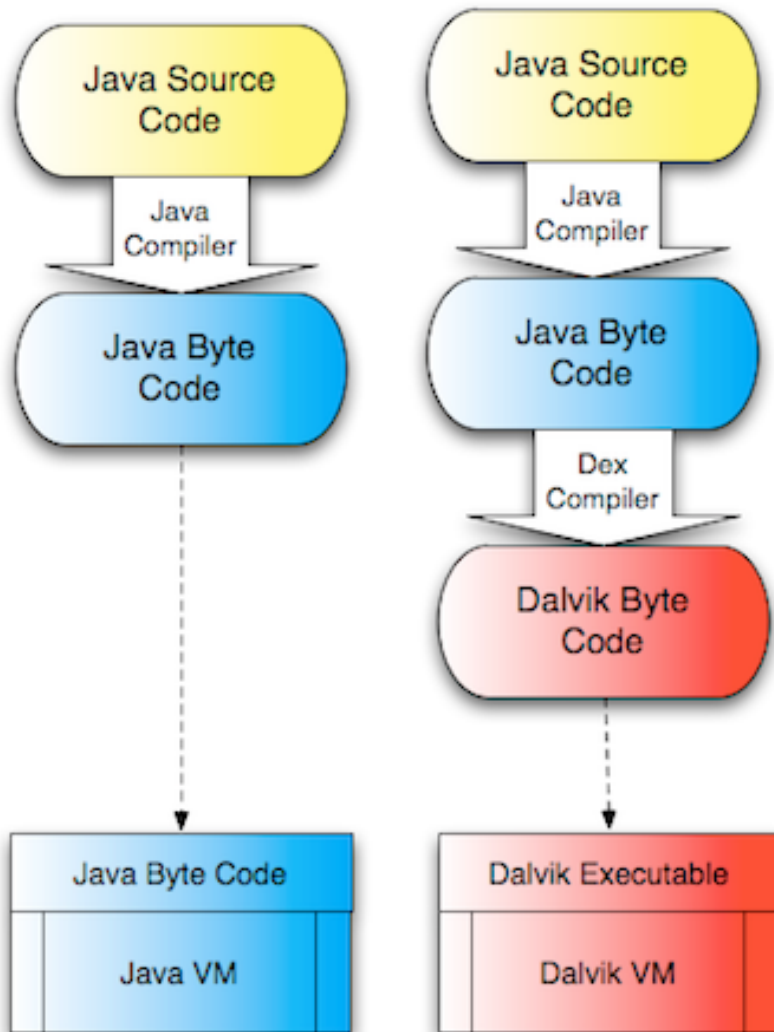 Java Source
Code
Java
Compiler
Java Byte
Code
Java Byte Code
Java VM
Java Source
Code
Java
Compiler
Java Byte
Code
Dex
Compiler
Dalvik Byte
Code
Dalvik Executable
Dalvik VM